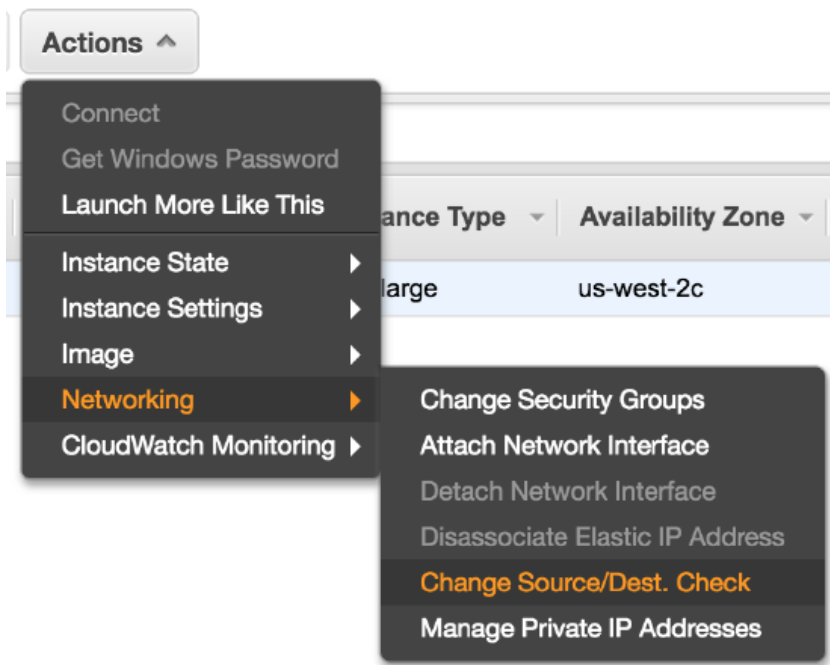 Actions
Connect
Get Windows Password
Launch More Like This
ance Type
Availability Zone
Instance State
large
us-west-2c
Instance Settings
Image
Networking
CloudWatch Monitoring
Change Security Groups
Attach Network Interface
Detach Network Interface
Disassociate Elastic IP Address
Change Source/Dest. Check
Manage Private IP Addresses